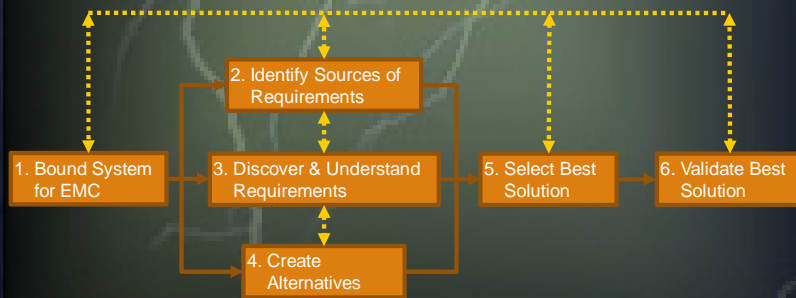 2. Identify Sources of
Requirements
1. Bound System
for EMC
3. Discover & Understand
Requirements
5. Select Best
Solution
6. Validate Best
Solution
4. Create
Alternatives